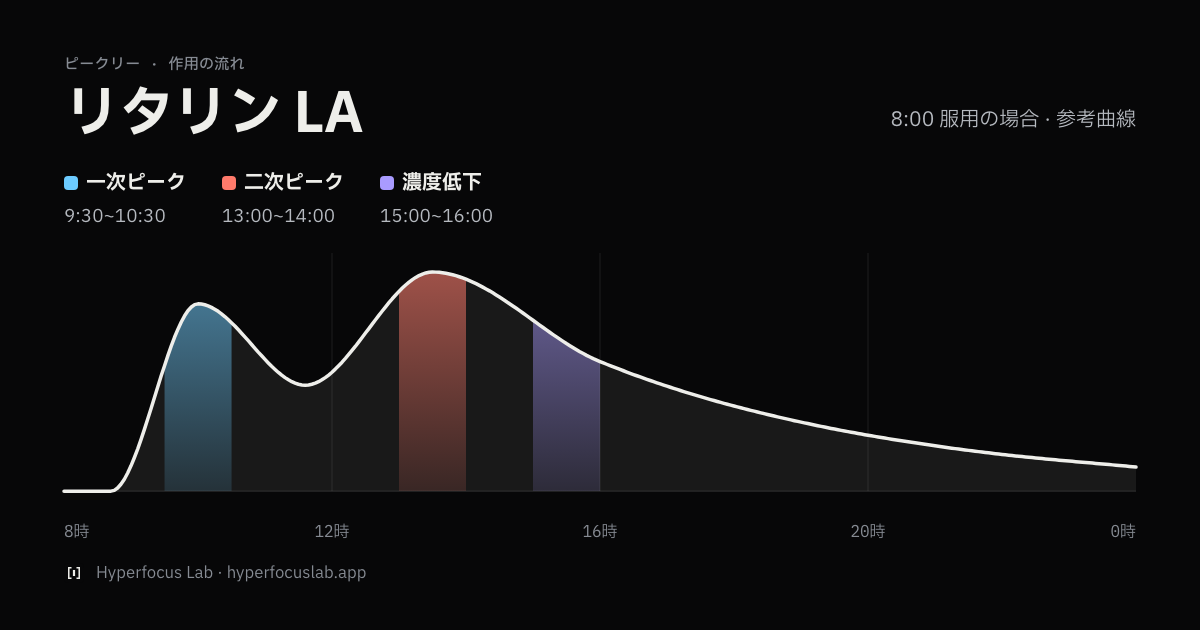 ピークリー · 作用の流れ
リタリン LA
8:00 服用の場合 · 参考曲線
一次ピーク 二次ピーク 濃度低下
9:30~10:30 13:00~14:00 15:00~16:00
8時 12時 16時 20時 0時
Hyperfocus Lab · hyperfocuslab.app